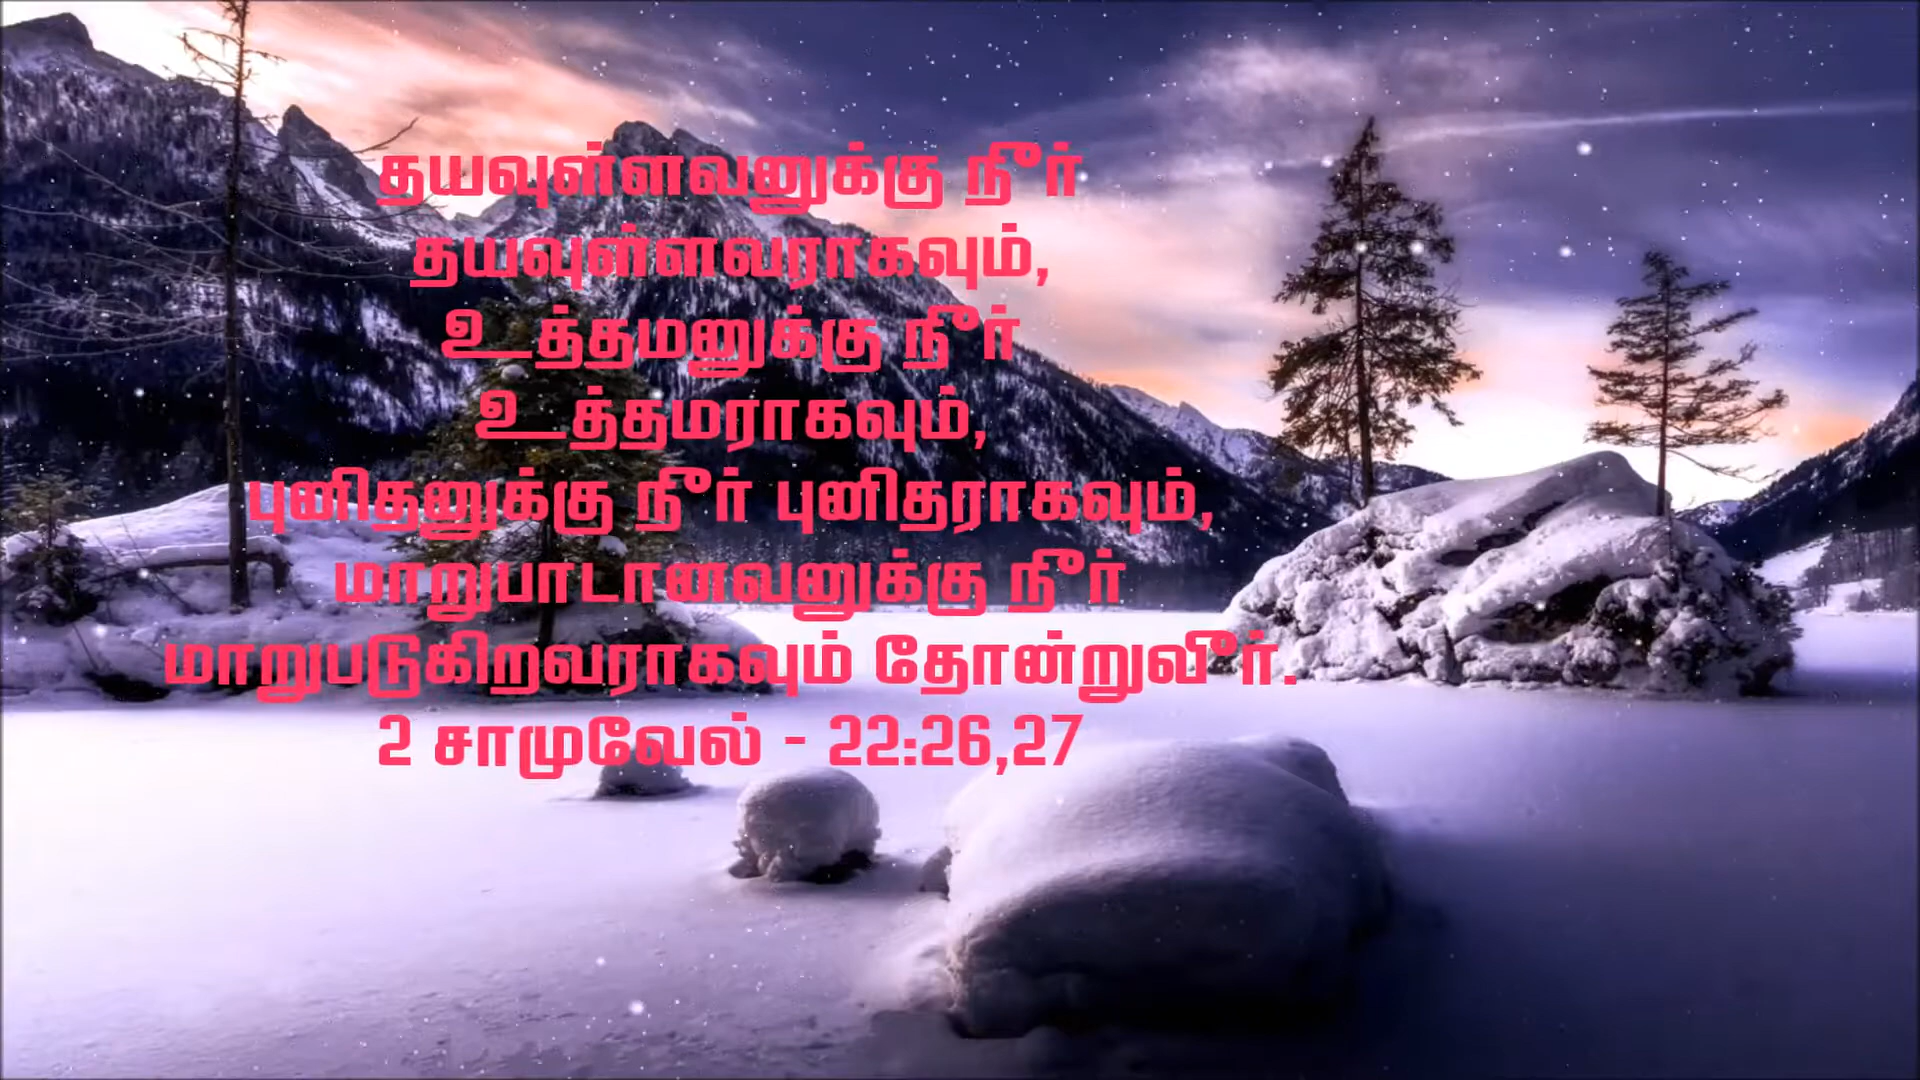 தயவுள்ளவனுக்கு நீர்
தயவுள்ளவராகவும்,
உத்தமனுக்கு நீர்
உத்தமராகவும்,
புனிதனுக்கு நீர் புனிதராகவும்,
மாறுபாடானவனுக்கு நீர்
மாறுபடுகிறவராகவும் தோன்றுவீர்.
2 சாமுவேல் - 22:26,27